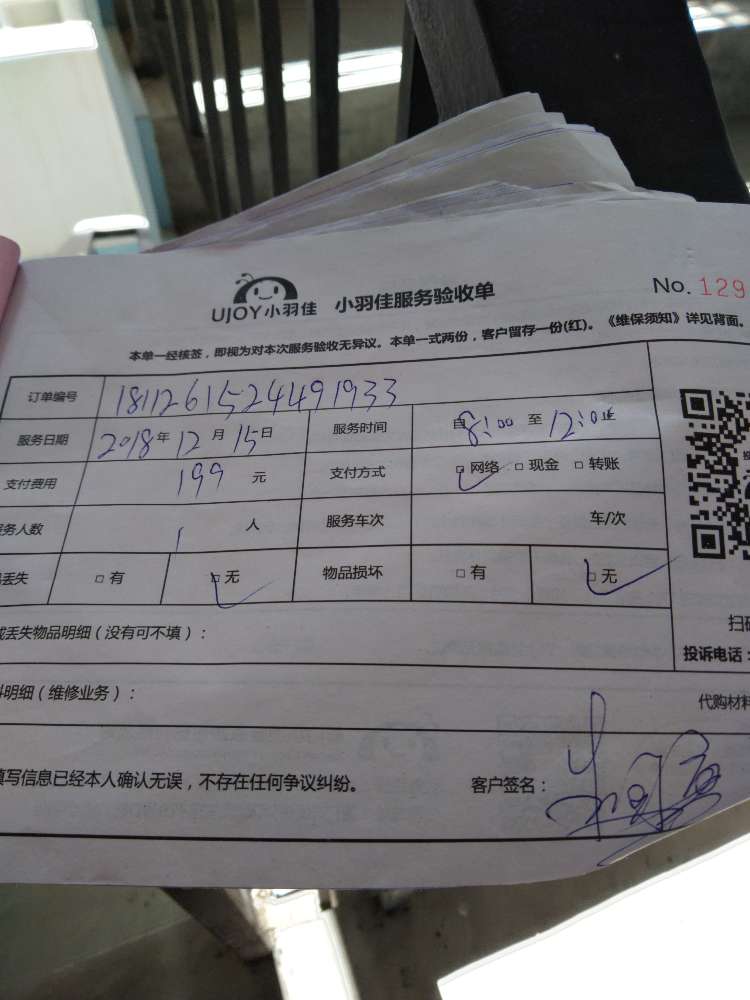 UJOY小羽佳 小羽佳服务验收单 No. 129
本单一经核签，即视为对本次服务验收无异议。本单一式两份，客户留存一份(红)。《维保须知》详见背面。
订单编号 1811261524491933
服务日期 2018年12月15日 服务时间 自8:00至12:00
支付费用 199 元 支付方式 □网络 □现金 □转账
务人数 1 人 服务车次 车/次
丢失 □有 □无 物品损坏 □有 □无
或丢失物品明细（没有可不填）：
扫码
投诉电话：
料明细（维修业务）： 代购材料
填写信息已经本人确认无误，不存在任何争议纠纷。 客户签名：